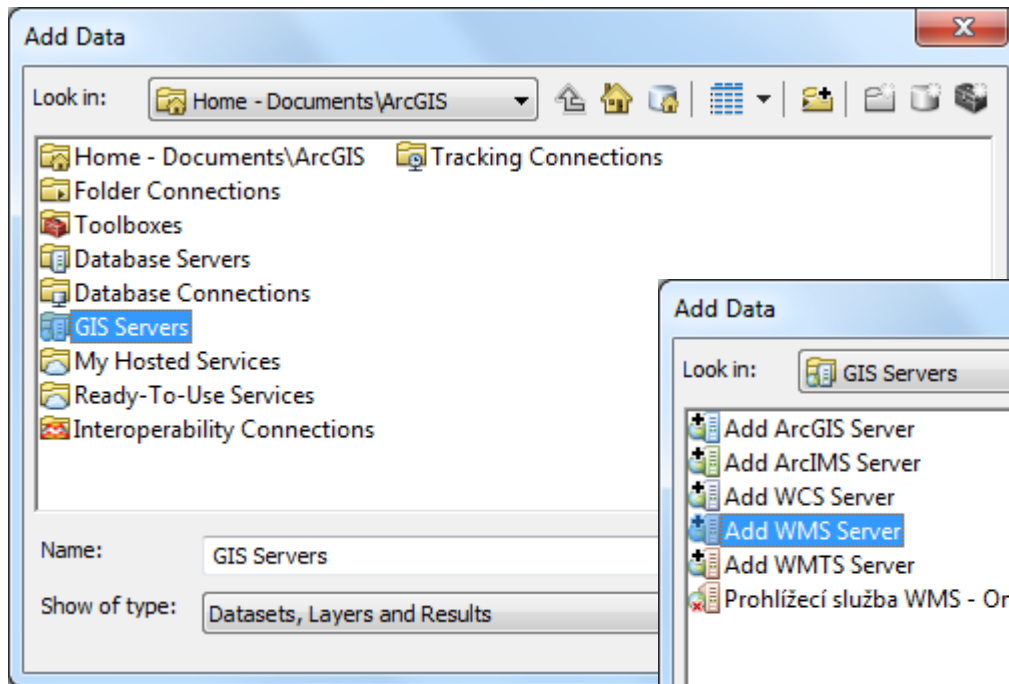 Add Data
Look in: Home - Documents\ArcGIS
Home - Documents\ArcGIS Tracking Connections
Folder Connections
Toolboxes
Database Servers
Database Connections
GIS Servers
My Hosted Services
Ready-To-Use Services
Interoperability Connections
Name: GIS Servers
Show of type: Datasets, Layers and Results
Add Data
Look in: GIS Servers
Add ArcGIS Server
Add ArcIMS Server
Add WCS Server
Add WMS Server
Add WMTS Server
Prohlížecí služba WMS - Or